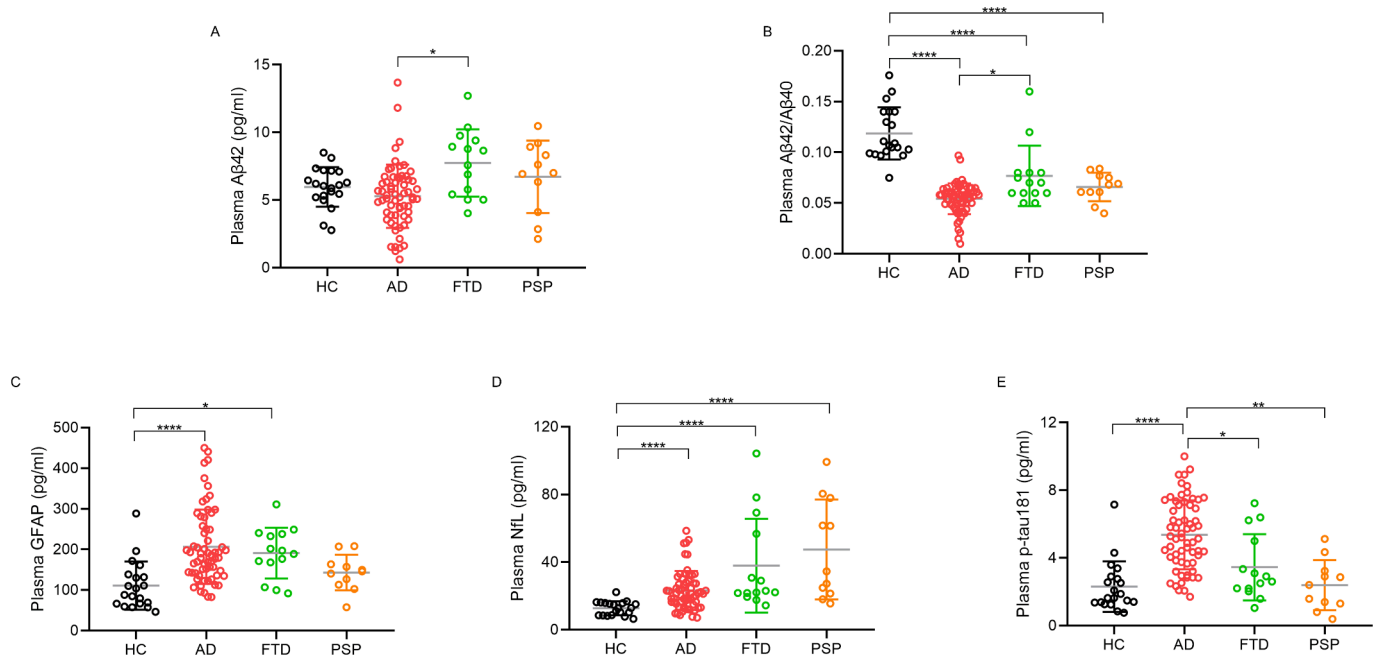 A
*
Plasma Aβ42 (pg/ml)
15
10
5
0
HC AD FTD PSP
B
****
****
****
*
Plasma Aβ42/Aβ40
0.20
0.15
0.10
0.05
0.00
HC AD FTD PSP
C
*
****
Plasma GFAP (pg/ml)
500
400
300
200
100
0
HC AD FTD PSP
D
****
****
****
Plasma NfL (pg/ml)
120
80
40
0
HC AD FTD PSP
E
**
****
*
Plasma p-tau181 (pg/ml)
12
8
4
0
HC AD FTD PSP